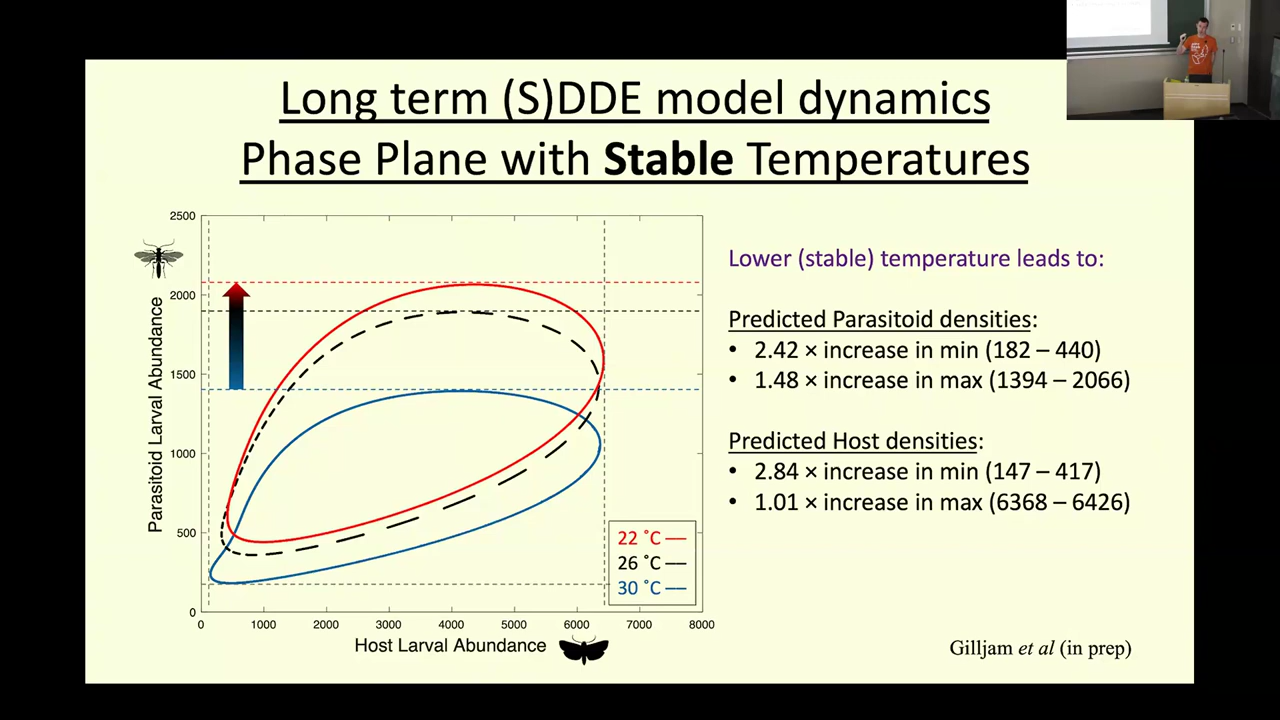 Long term (S)DDE model dynamics
Phase Plane with Stable Temperatures
2500
2000
1500
1000
500
0
Parasitoid Larval Abundance
0 1000 2000 3000 4000 5000 6000 7000 8000
Host Larval Abundance
22 ˚C
26 ˚C
30 ˚C
Lower (stable) temperature leads to:
Predicted Parasitoid densities:
• 2.42 × increase in min (182 – 440)
• 1.48 × increase in max (1394 – 2066)
Predicted Host densities:
• 2.84 × increase in min (147 – 417)
• 1.01 × increase in max (6368 – 6426)
Gilljam et al (in prep)